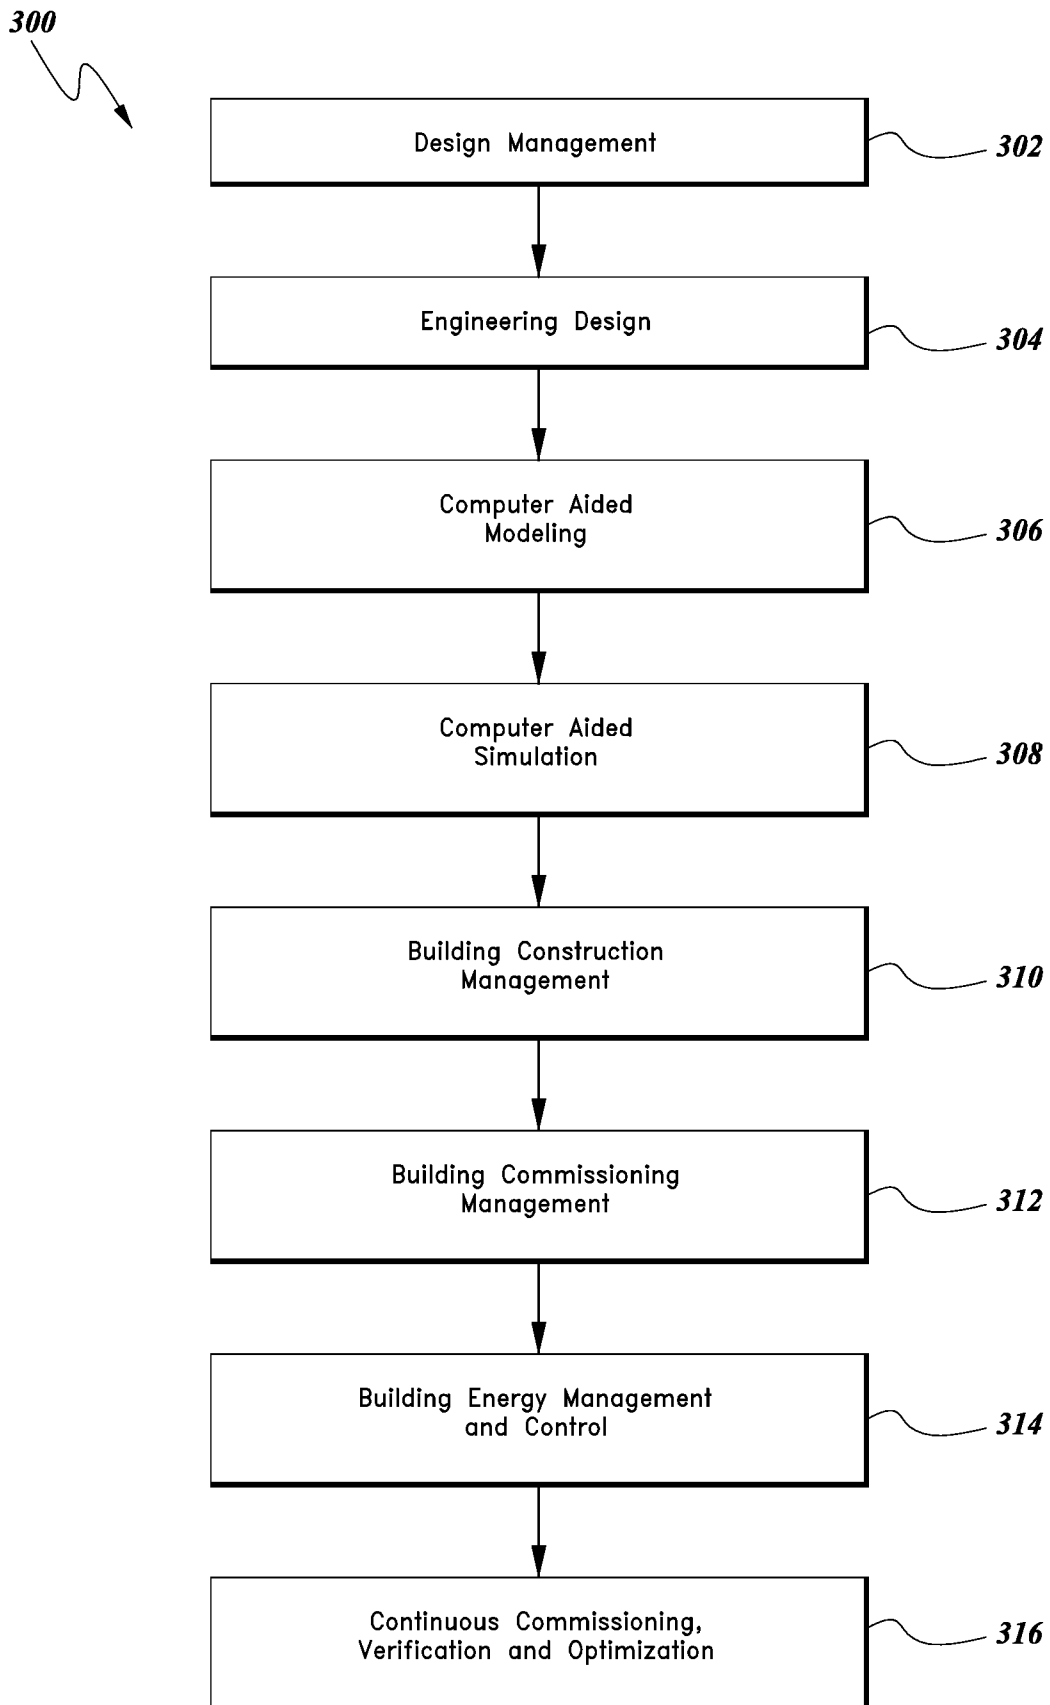 300
Design Management
302
Engineering Design
304
Computer Aided
Modeling
306
Computer Aided
Simulation
308
Building Construction
Management
310
Building Commissioning
Management
312
Building Energy Management
and Control
314
Continuous Commissioning,
Verification and Optimization
316